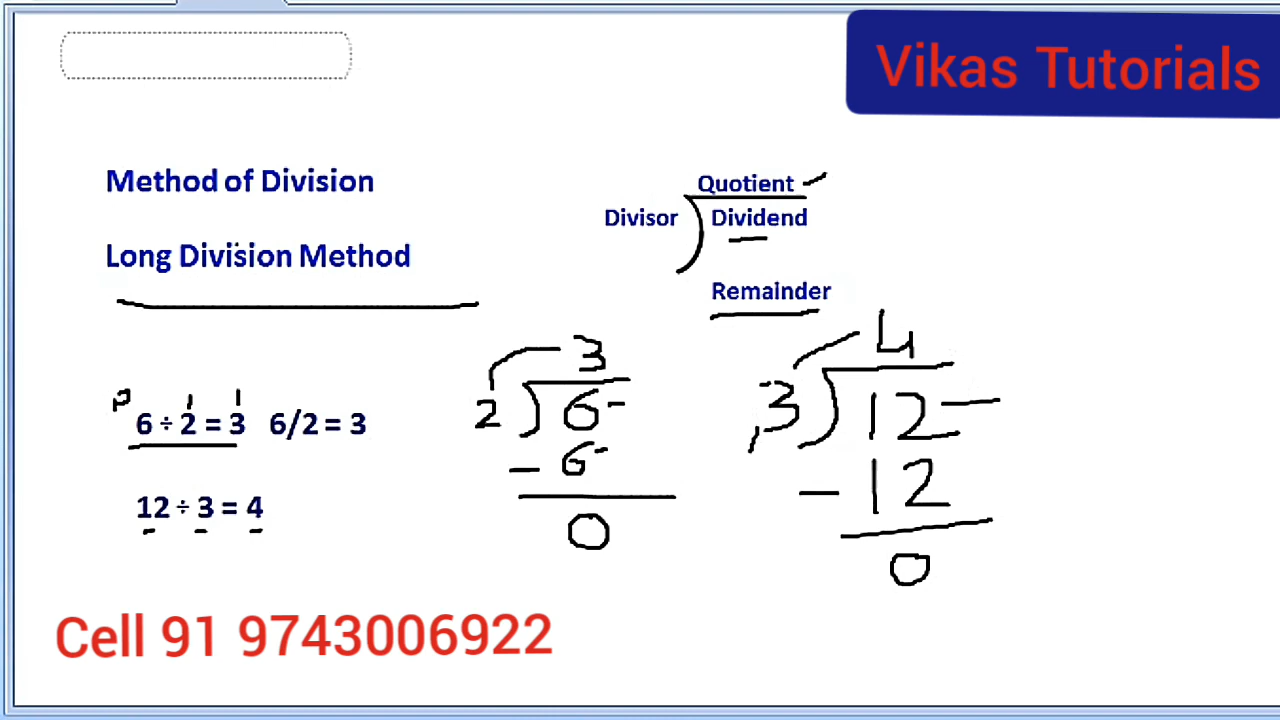 Vikas Tutorials
Method of Division
Long Division Method
Quotient
Divisor ) Dividend
Remainder
6 ÷ 2 = 3 6/2 = 3
12 ÷ 3 = 4
3
2 ) 6
- 6
0
4
3 ) 12
- 12
0
Cell 91 9743006922